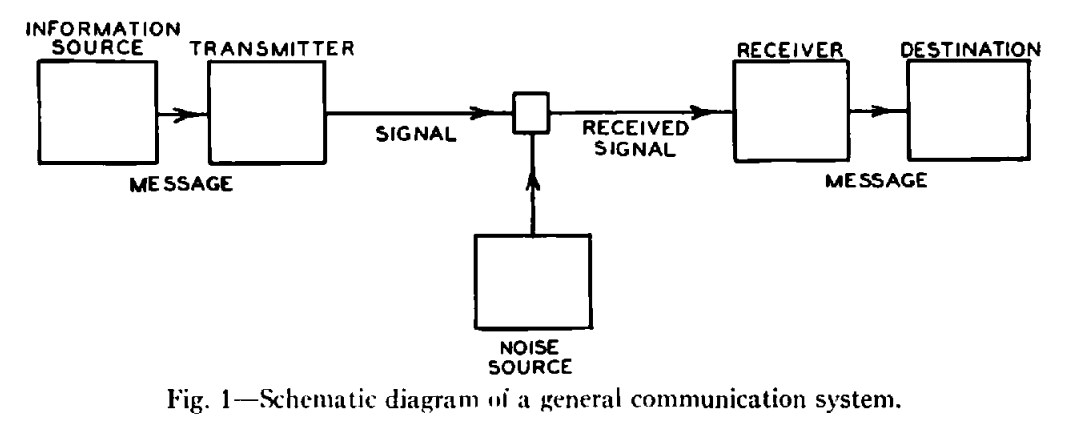 INFORMATION
SOURCE
TRANSMITTER
RECEIVER
DESTINATION
SIGNAL
RECEIVED
SIGNAL
MESSAGE
MESSAGE
NOISE
SOURCE
Fig. 1—Schematic diagram of a general communication system.